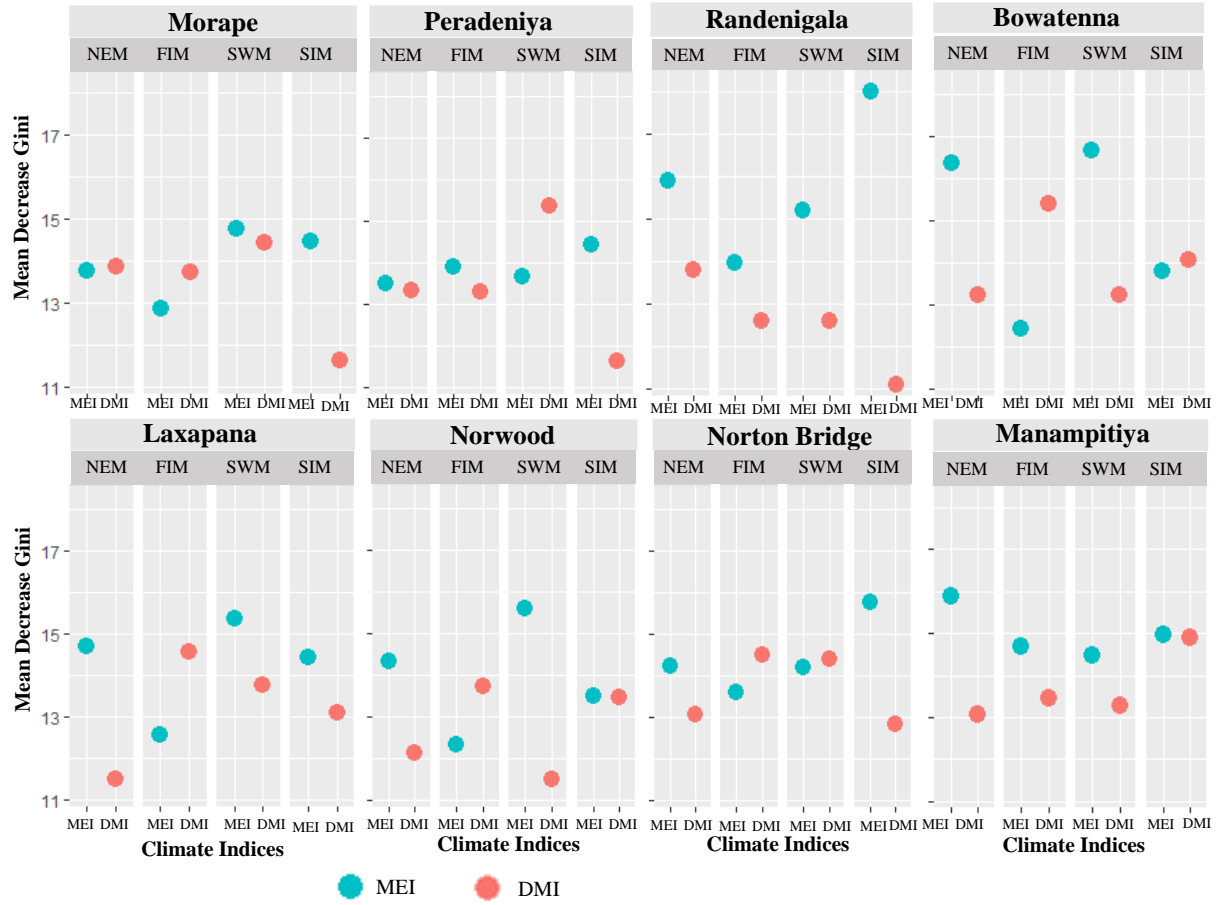 Morape Peradeniya Randenigala Bowatenna
NEM FIM SWM SIM NEM FIM SWM SIM NEM FIM SWM SIM NEM FIM SWM SIM
Mean Decrease Gini
17
15
13
11
MEI DMI MEI DMI MEI DMI MEI DMI MEI DMI MEI DMI MEI DMI MEI DMI MEI DMI MEI DMI MEI DMI MEI DMI MEI DMI MEI DMI MEI DMI MEI DMI
Laxapana Norwood Norton Bridge Manampitiya
NEM FIM SWM SIM NEM FIM SWM SIM NEM FIM SWM SIM NEM FIM SWM SIM
Mean Decrease Gini
17
15
13
11
MEI DMI MEI DMI MEI DMI MEI DMI MEI DMI MEI DMI MEI DMI MEI DMI MEI DMI MEI DMI MEI DMI MEI DMI MEI DMI MEI DMI MEI DMI MEI DMI
Climate Indices Climate Indices Climate Indices Climate Indices
MEI DMI